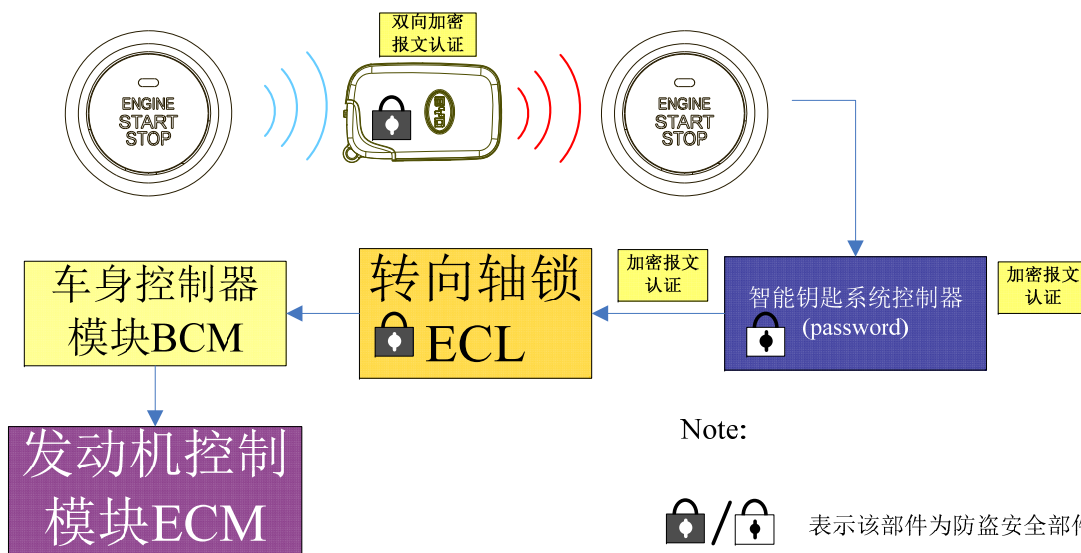 双向加密
报文认证
ENGINE
START
STOP
BYD
ENGINE
START
STOP
车身控制器
模块BCM
转向轴锁
ECL
加密报文
认证
智能钥匙系统控制器
(password)
加密报文
认证
发动机控制
模块ECM
Note:
/
表示该部件为防盗安全部件